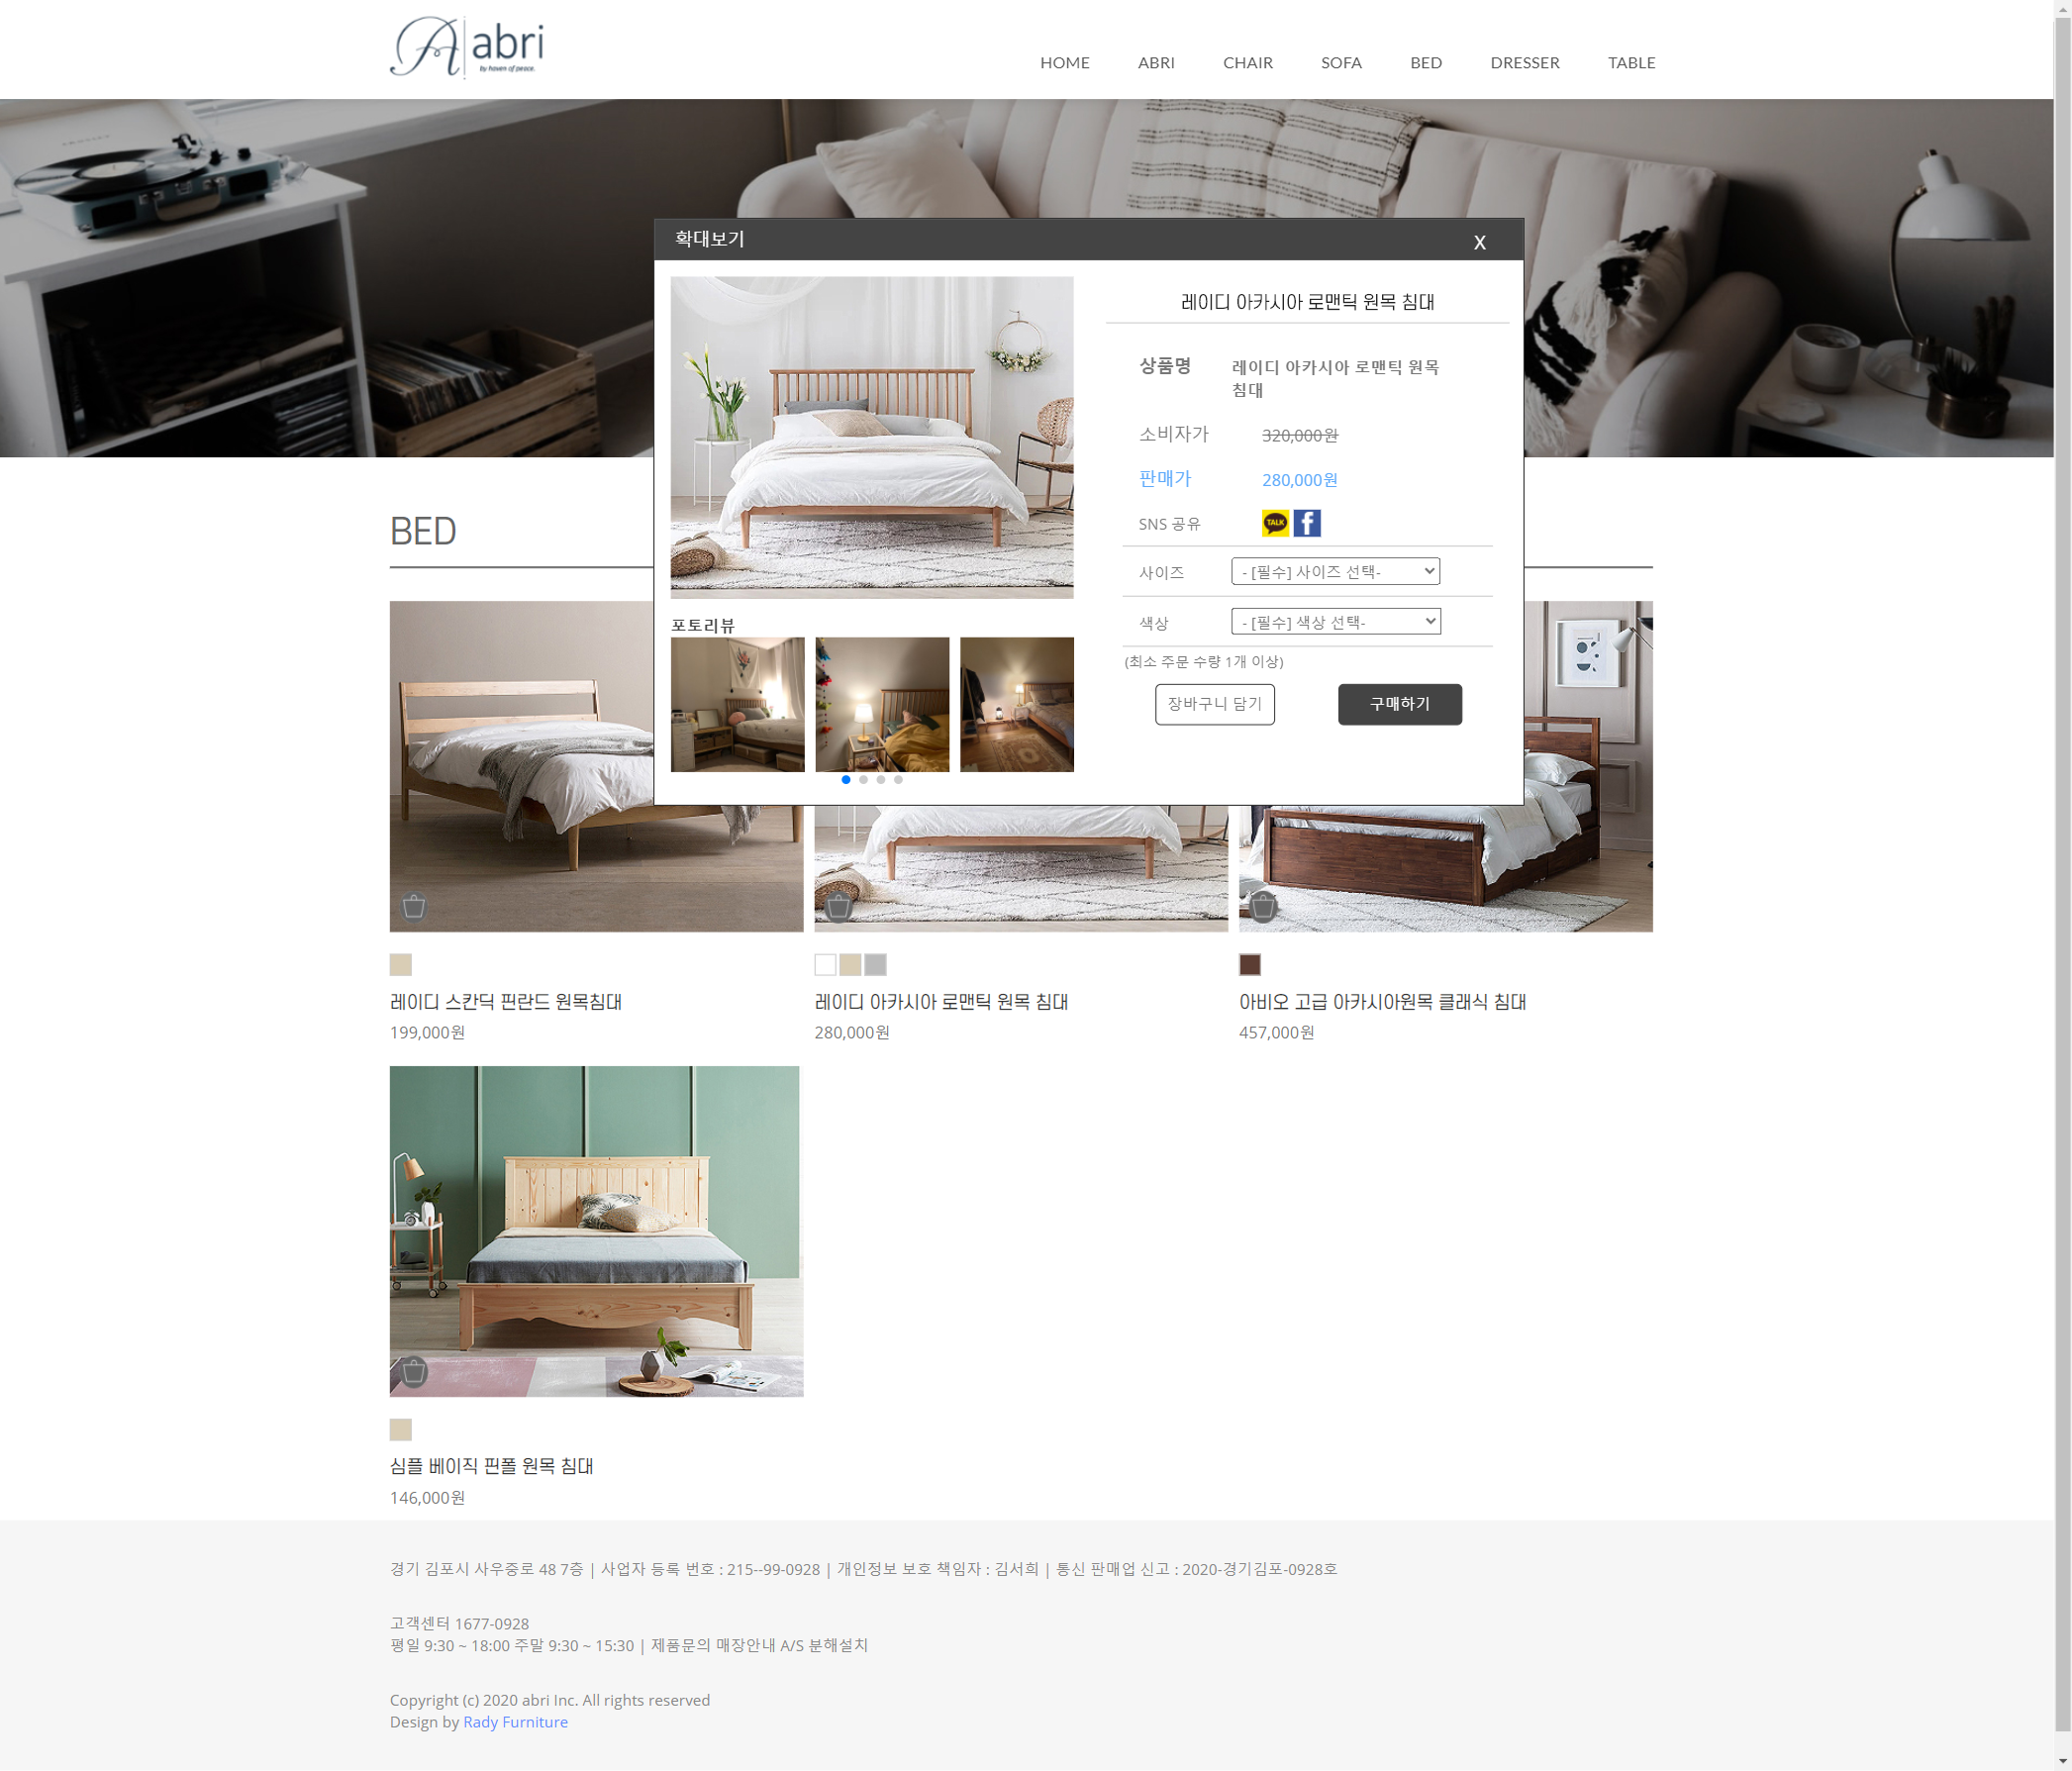 A abri
by haven of peace.
HOME ABRI CHAIR SOFA BED DRESSER TABLE
확대보기 X
레이디 아카시아 로맨틱 원목 침대
상품명 레이디 아카시아 로맨틱 원목
침대
소비자가 320,000원
판매가 280,000원
SNS 공유 TALK f
사이즈 - [필수] 사이즈 선택-
색상 - [필수] 색상 선택-
(최소 주문 수량 1개 이상)
장바구니 담기 구매하기
포토리뷰
BED
레이디 스칸딕 핀란드 원목침대
199,000원
레이디 아카시아 로맨틱 원목 침대
280,000원
아비오 고급 아카시아원목 클래식 침대
457,000원
심플 베이직 핀폴 원목 침대
146,000원
경기 김포시 사우중로 48 7층 | 사업자 등록 번호 : 215--99-0928 | 개인정보 보호 책임자 : 김서희 | 통신 판매업 신고 : 2020-경기김포-0928호
고객센터 1677-0928
평일 9:30 ~ 18:00 주말 9:30 ~ 15:30 | 제품문의 매장안내 A/S 분해설치
Copyright (c) 2020 abri Inc. All rights reserved
Design by Rady Furniture